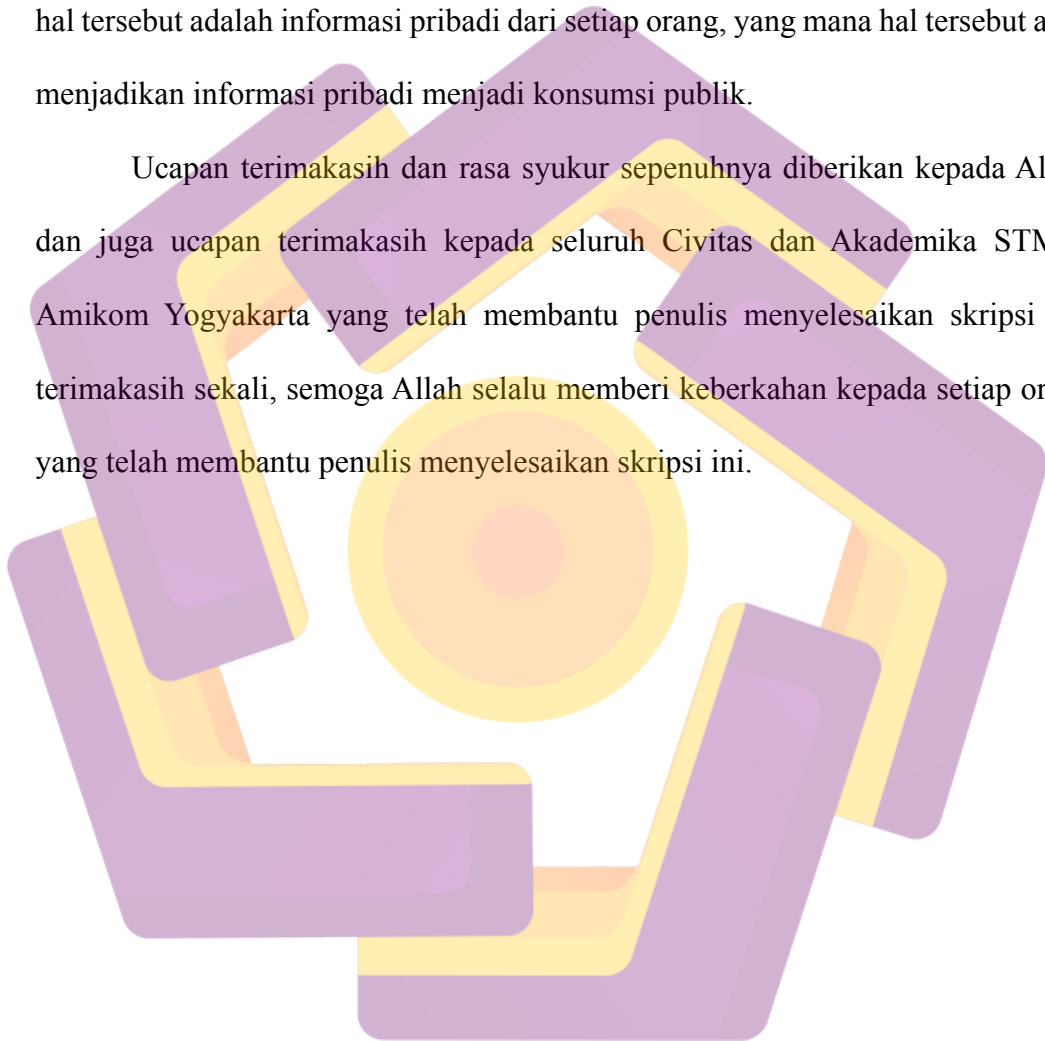 hal tersebut adalah informasi pribadi dari setiap orang, yang mana hal tersebut
menjadikan informasi pribadi menjadi konsumsi publik.
Ucapan terimakasih dan rasa syukur sepenuhnya diberikan kepada
dan juga ucapan terimakasih kepada seluruh Civitas dan Akademika
Amikom Yogyakarta yang telah membantu penulis menyelesaikan skripsi
terimakasih sekali, semoga Allah selalu memberi keberkahan kepada setiap
yang telah membantu penulis menyelesaikan skripsi ini.